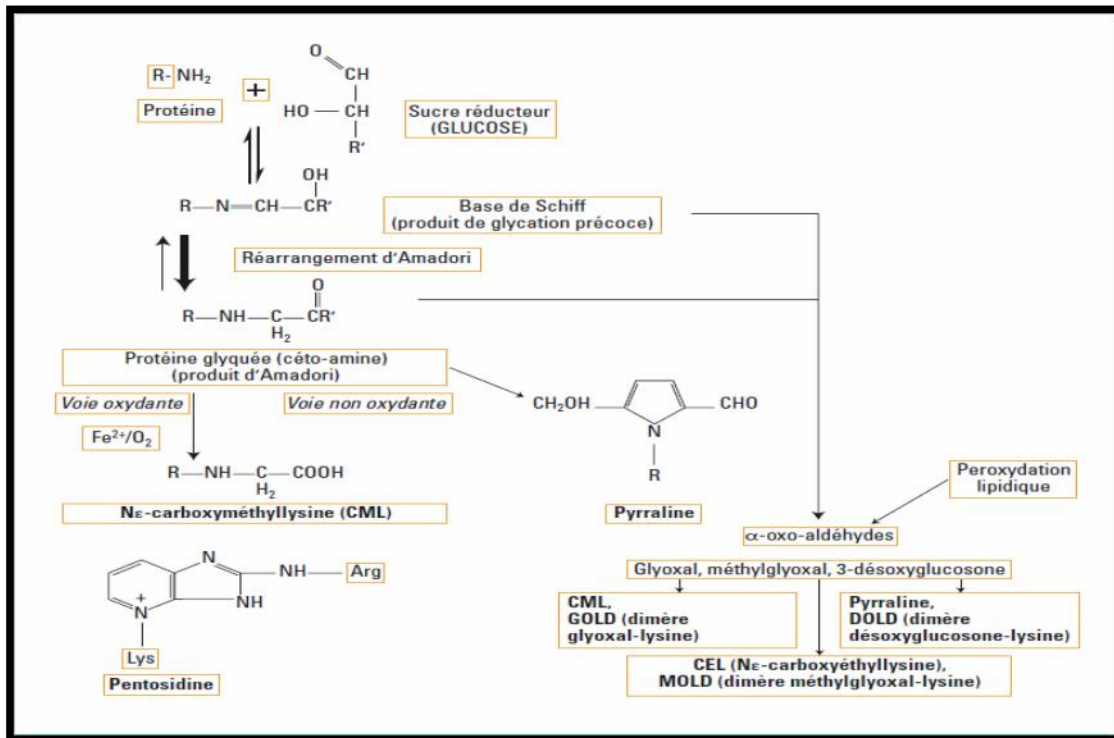 R-NH₂
Protéine
+
O
CH
HO—CH
R′
Sucre réducteur
(GLUCOSE)
OH
R—N=CH—CR′
Base de Schiff
(produit de glycation précoce)
Réarrangement d'Amadori
O
R—NH—C—CR′
H₂
Protéine glyquée (céto-amine)
(produit d'Amadori)
Voie oxydante
Voie non oxydante
Fe²⁺/O₂
R—NH—C—COOH
H₂
Nε-carboxyméthyllysine (CML)
CH₂OH
CHO
N
R
Pyrraline
Peroxydation
lipidique
α-oxo-aldéhydes
Glyoxal, méthylglyoxal, 3-désoxyglucosone
CML,
GOLD (dimère
glyoxal-lysine)
Pyrraline,
DOLD (dimère
désoxyglucosone-lysine)
CEL (Nε-carboxyéthyllysine),
MOLD (dimère méthylglyoxal-lysine)
N
NH—Arg
NH
+
N
Lys
Pentosidine